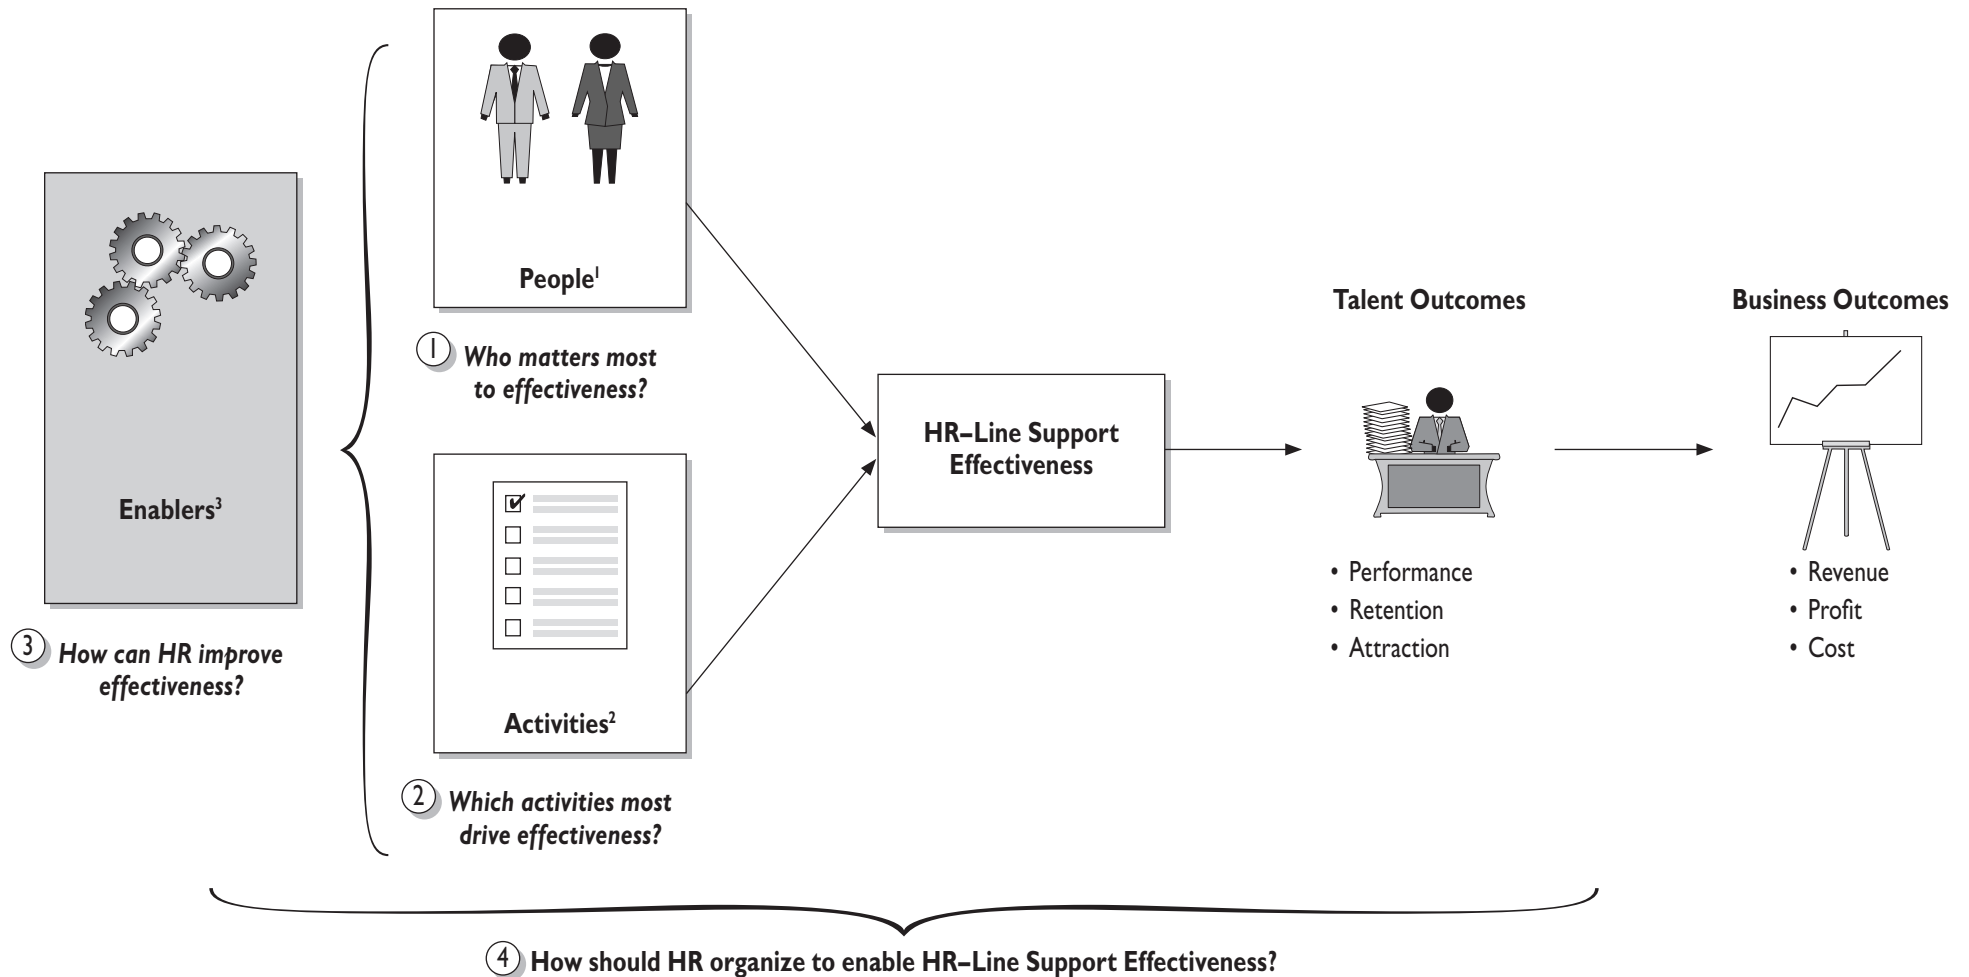 People¹
① Who matters most
to effectiveness?
Enablers³
③ How can HR improve
effectiveness?
Activities²
② Which activities most
drive effectiveness?
HR–Line Support
Effectiveness
Talent Outcomes
• Performance
• Retention
• Attraction
Business Outcomes
• Revenue
• Profit
• Cost
④ How should HR organize to enable HR–Line Support Effectiveness?